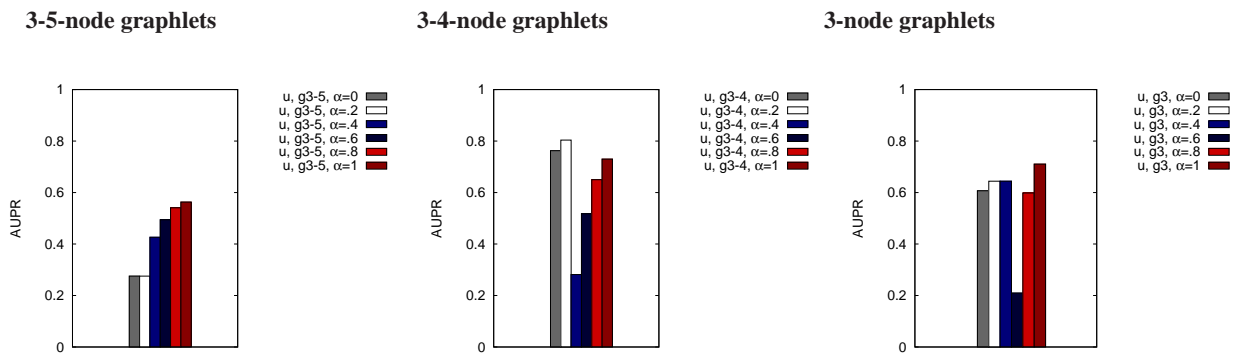 3-5-node graphlets
3-4-node graphlets
3-node graphlets
AUPR
1
0.8
0.6
0.4
0.2
0
u, g3-5, α=0
u, g3-5, α=.2
u, g3-5, α=.4
u, g3-5, α=.6
u, g3-5, α=.8
u, g3-5, α=1
AUPR
1
0.8
0.6
0.4
0.2
0
u, g3-4, α=0
u, g3-4, α=.2
u, g3-4, α=.4
u, g3-4, α=.6
u, g3-4, α=.8
u, g3-4, α=1
AUPR
1
0.8
0.6
0.4
0.2
0
u, g3, α=0
u, g3, α=.2
u, g3, α=.4
u, g3, α=.6
u, g3, α=.8
u, g3, α=1